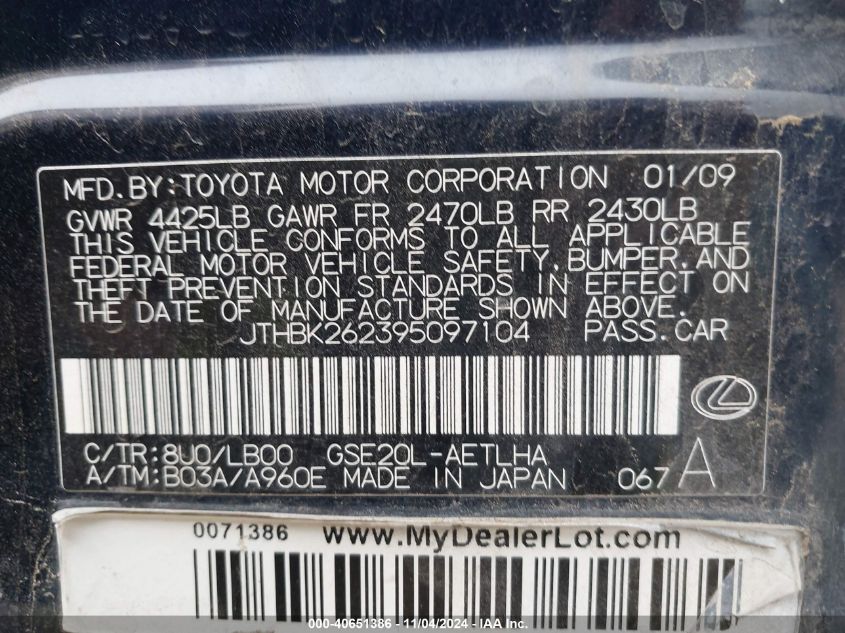 MFD.BY:TOYOTA MOTOR CORPORATION 01/09
GVWR 4425LB GAWR FR 2470LB RR 2430LB
THIS VEHICLE CONFORMS TO ALL APPLICABLE
FEDERAL MOTOR VEHICLE SAFETY,BUMPER,AND
THEFT PREVENTION STANDARDS IN EFFECT ON
THE DATE OF MANUFACTURE SHOWN ABOVE.
JTHBK262395097104 PASS.CAR
C/TR:8U0/LB00 GSE20L-AETLHA
A/TM:B03A/A960E MADE IN JAPAN 067 A
0071386 www.MyDealerLot.com
000-40651386 - 11/04/2024 - IAA Inc.